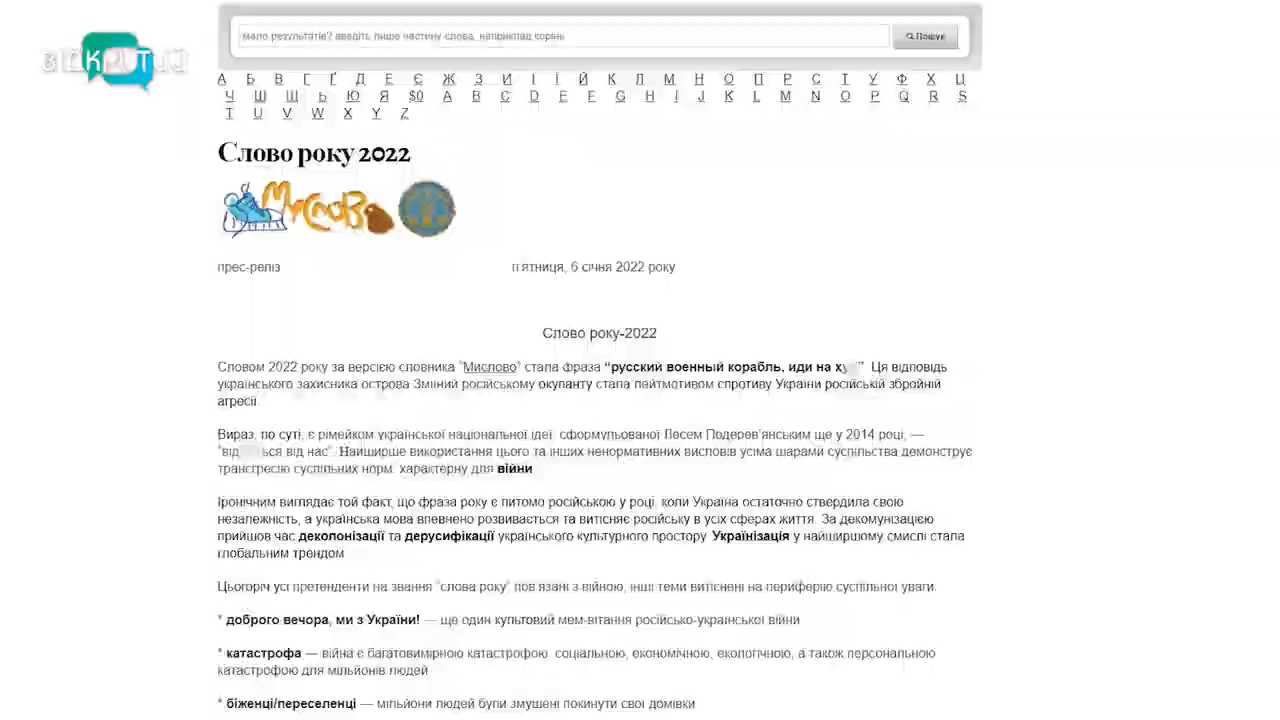 ВІДКРИТИЙ
мало результатів? введіть лише частину слова, наприклад корінь
Пошук
А Б В Г Ґ Д Е Є Ж З И І Ї Й К Л М Н О П Р С Т У Ф Х Ц
Ч Ш Щ Ь Ю Я $0 A B C D E F G H I J K L M N O P Q R S
T U V W X Y Z
Слово року 2022
МиСлоВо
прес-реліз п'ятниця, 6 січня 2022 року
Слово року-2022
Словом 2022 року за версією словника "Мислово" стала фраза “русский военный корабль, иди на ху ”. Ця відповідь
українського захисника острова Зміїний російському окупанту стала лейтмотивом спротиву України російській збройній
агресії.
Вираз, по суті, є рімейком української національної ідеї, сформульованої Лесем Подерев'янським ще у 2014 році, —
"від ься від нас". Найширше використання цього та інших ненормативних висловів усіма шарами суспільства демонструє
трансгресію суспільних норм, характерну для війни.
Іронічним виглядає той факт, що фраза року є питомо російською у році, коли Україна остаточно ствердила свою
незалежність, а українська мова впевнено розвивається та витісняє російську в усіх сферах життя. За декомунізацією
прийшов час деколонізації та дерусифікації українського культурного простору. Українізація у найширшому смислі стала
глобальним трендом.
Цьогоріч усі претенденти на звання "слова року" пов'язані з війною, інші теми витіснені на периферію суспільної уваги.
* доброго вечора, ми з України! — ще один культовий мем-вітання російсько-української війни
* катастрофа — війна є багатовимірною катастрофою: соціальною, економічною, екологічною, а також персональною
катастрофою для мільйонів людей
* біженці/переселенці — мільйони людей були змушені покинути свої домівки